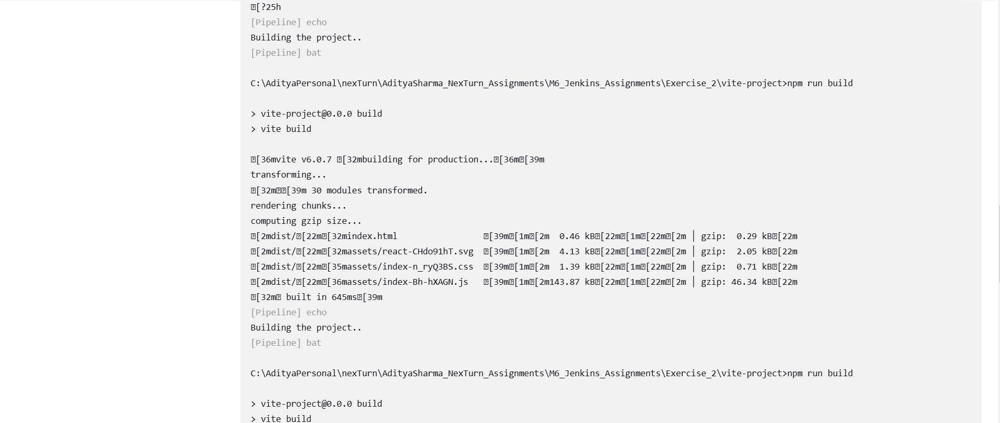 �[?25h
[Pipeline] echo
Building the project..
[Pipeline] bat
C:\AdityaPersonal\nexTurn\AdityaSharma_NexTurn_Assignments\M6_Jenkins_Assignments\Exercise_2\vite-project>npm run build
> vite-project@0.0.0 build
> vite build
�[36mvite v6.0.7 �[32mbuilding for production...�[36m�[39m
transforming...
�[32m��[39m 30 modules transformed.
rendering chunks...
computing gzip size...
�[2mdist/�[22m�[32mindex.html                 �[39m�[1m�[2m  0.46 kB�[22m�[1m�[22m�[2m │ gzip:  0.29 kB�[22m
�[2mdist/�[22m�[32massets/react-CHdo91hT.svg  �[39m�[1m�[2m  4.13 kB�[22m�[1m�[22m�[2m │ gzip:  2.05 kB�[22m
�[2mdist/�[22m�[35massets/index-n_ryQ3BS.css  �[39m�[1m�[2m  1.39 kB�[22m�[1m�[22m�[2m │ gzip:  0.71 kB�[22m
�[2mdist/�[22m�[36massets/index-Bh-hXAGN.js   �[39m�[1m�[2m143.87 kB�[22m�[1m�[22m�[2m │ gzip: 46.34 kB�[22m
�[32m� built in 645ms�[39m
[Pipeline] echo
Building the project..
[Pipeline] bat
C:\AdityaPersonal\nexTurn\AdityaSharma_NexTurn_Assignments\M6_Jenkins_Assignments\Exercise_2\vite-project>npm run build
> vite-project@0.0.0 build
> vite build